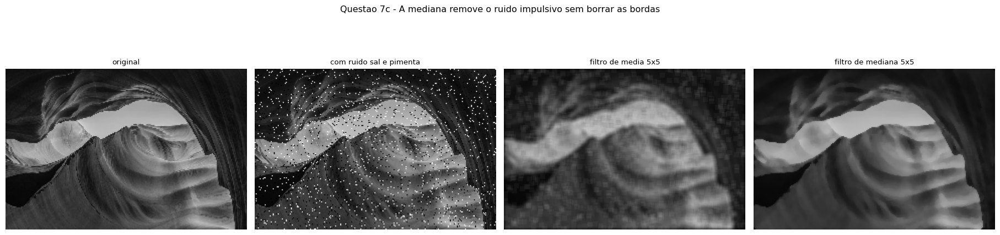 Questao 7c - A mediana remove o ruido impulsivo sem borrar as bordas
original
com ruido sal e pimenta
filtro de media 5x5
filtro de mediana 5x5